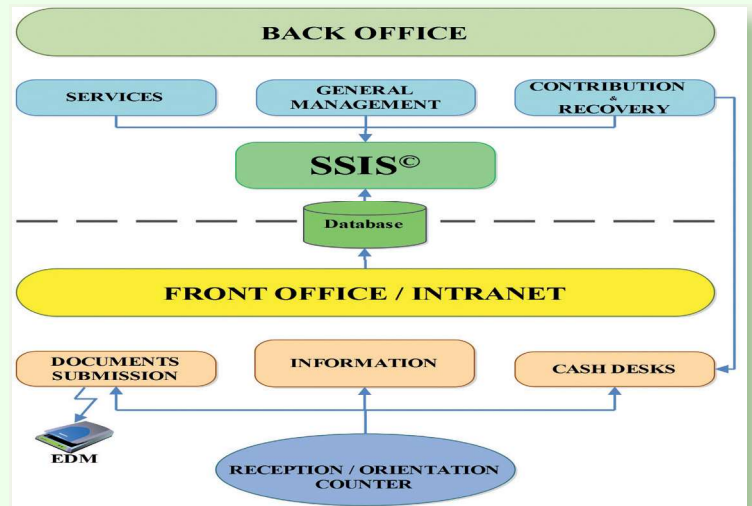 BACK OFFICE
SERVICES
GENERAL
MANAGEMENT
CONTRIBUTION
&
RECOVERY
SSIS©
Database
FRONT OFFICE / INTRANET
DOCUMENTS
SUBMISSION
INFORMATION
CASH DESKS
EDM
RECEPTION / ORIENTATION
COUNTER